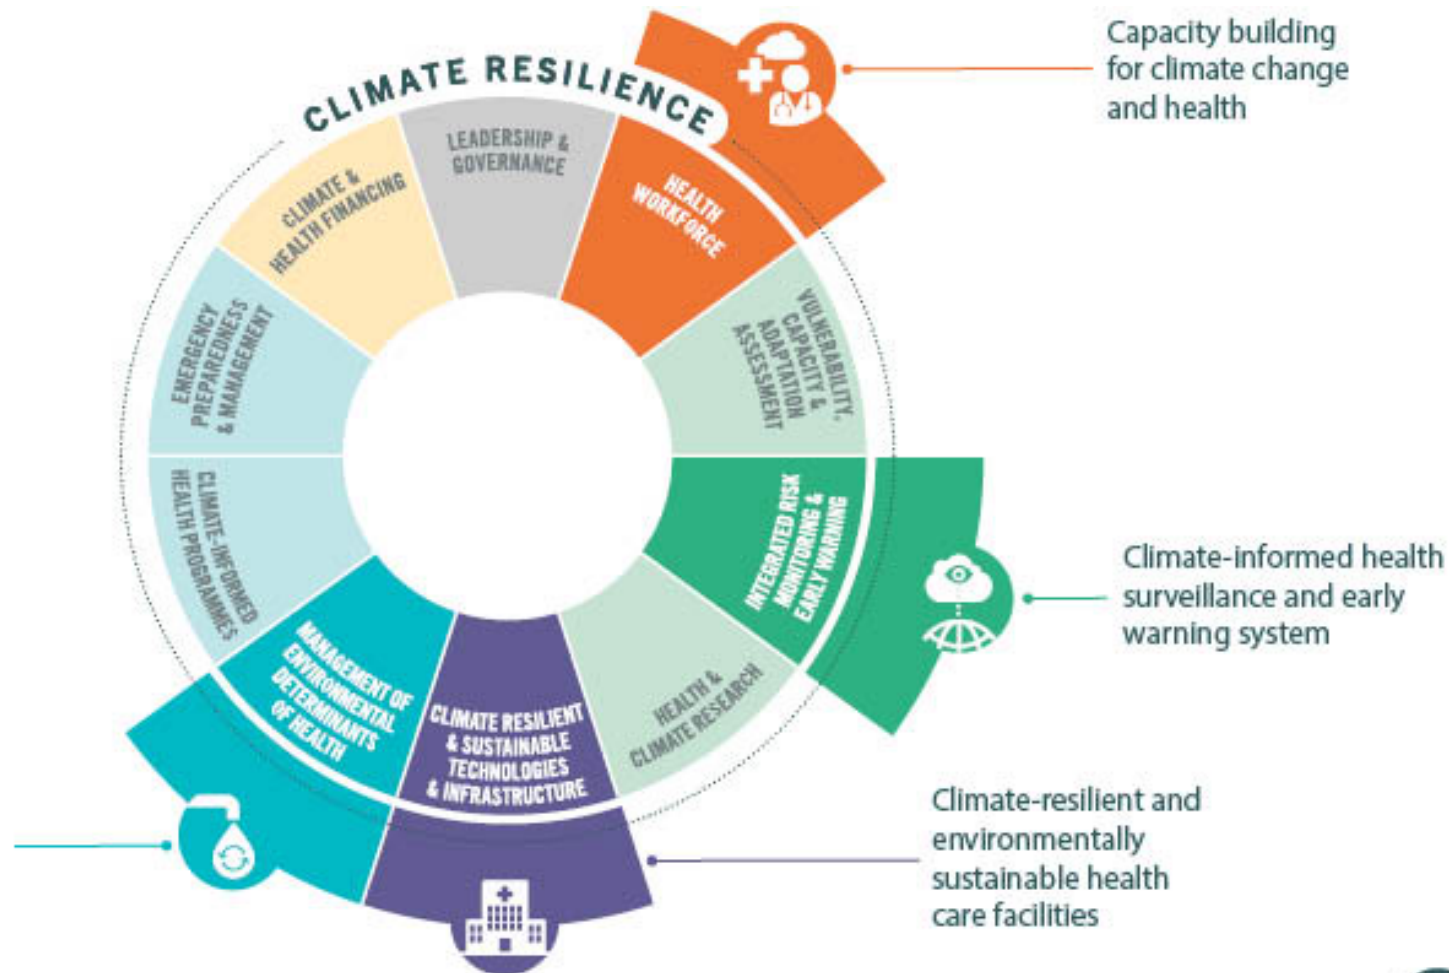 CLIMATE RESILIENCE
LEADERSHIP &
GOVERNANCE
HEALTH
WORKFORCE
VULNERABILITY,
CAPACITY &
ADAPTATION
ASSESSMENT
INTEGRATED RISK
MONITORING &
EARLY WARNING
HEALTH &
CLIMATE RESEARCH
CLIMATE RESILIENT
& SUSTAINABLE
TECHNOLOGIES
& INFRASTRUCTURE
MANAGEMENT OF
ENVIRONMENTAL
DETERMINANTS
OF HEALTH
CLIMATE-INFORMED
HEALTH PROGRAMMES
EMERGENCY
PREPAREDNESS
& MANAGEMENT
CLIMATE &
HEALTH FINANCING
Capacity building
for climate change
and health
Climate-informed health
surveillance and early
warning system
Climate-resilient and
environmentally
sustainable health
care facilities